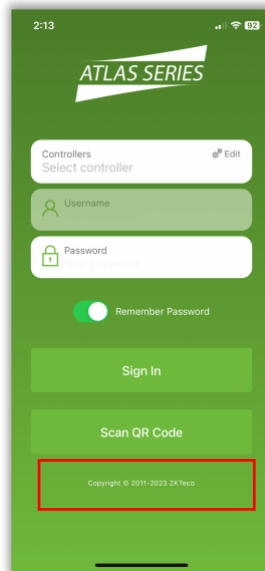 2:13
92
ATLAS SERIES
Controllers
Edit
Select controller
Username
Password
Remember Password
Sign In
Scan QR Code
Copyright © 2011-2023 ZKTeco